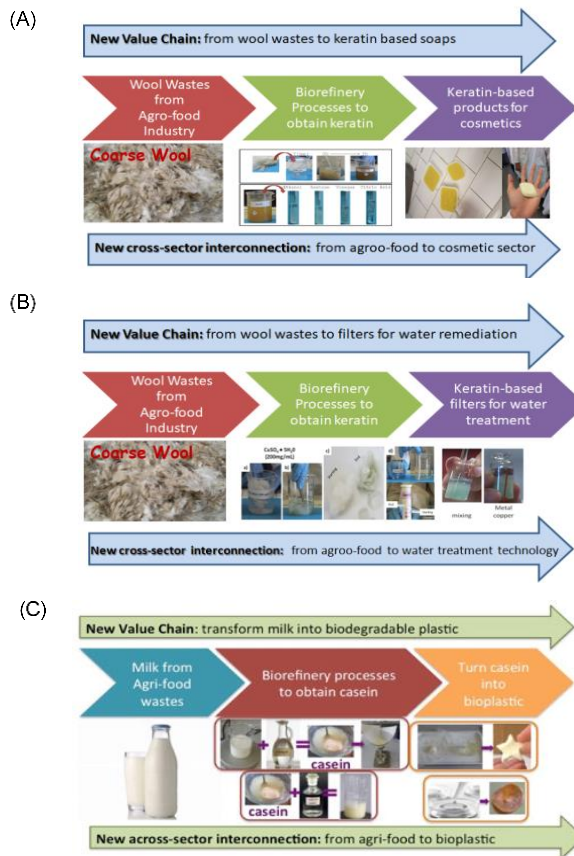 (A)
New Value Chain: from wool wastes to keratin based soaps
Wool Wastes
from
Agro-food
Industry
Biorefinery
Processes to
obtain keratin
Keratin-based
products for
cosmetics
Coarse Wool
New cross-sector interconnection: from agroo-food to cosmetic sector
(B)
New Value Chain: from wool wastes to filters for water remediation
Wool Wastes
from
Agro-food
Industry
Biorefinery
Processes to
obtain keratin
Keratin-based
filters for water
treatment
Coarse Wool
CuSO₄ • 5H₂O
(200mg/mL)
a)
b)
c)
d)
mixing
Metal
copper
New cross-sector interconnection: from agroo-food to water treatment technology
(C)
New Value Chain: transform milk into biodegradable plastic
Milk from
Agri-food
wastes
Biorefinery processes
to obtain casein
Turn casein
into
bioplastic
+ =
casein
+ =
casein
New across-sector interconnection: from agri-food to bioplastic